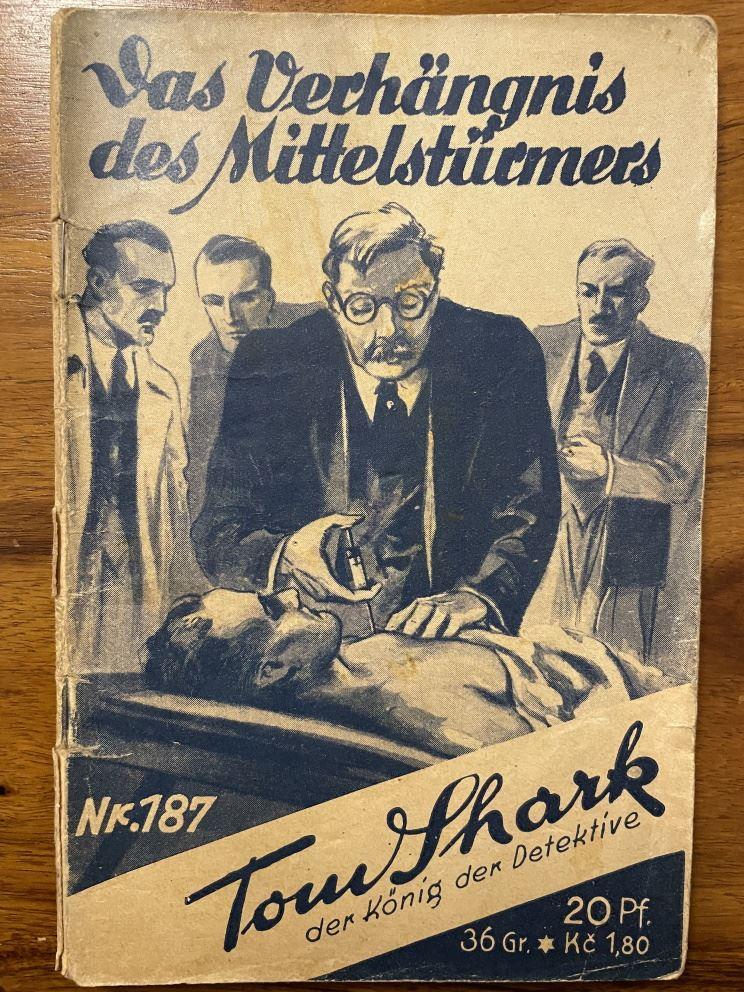 Das Verhängnis
des Mittelstürmers
Nr. 187
Tom Shark
der König der Detektive
20 Pf.
36 Gr. ★ Kč 1,80